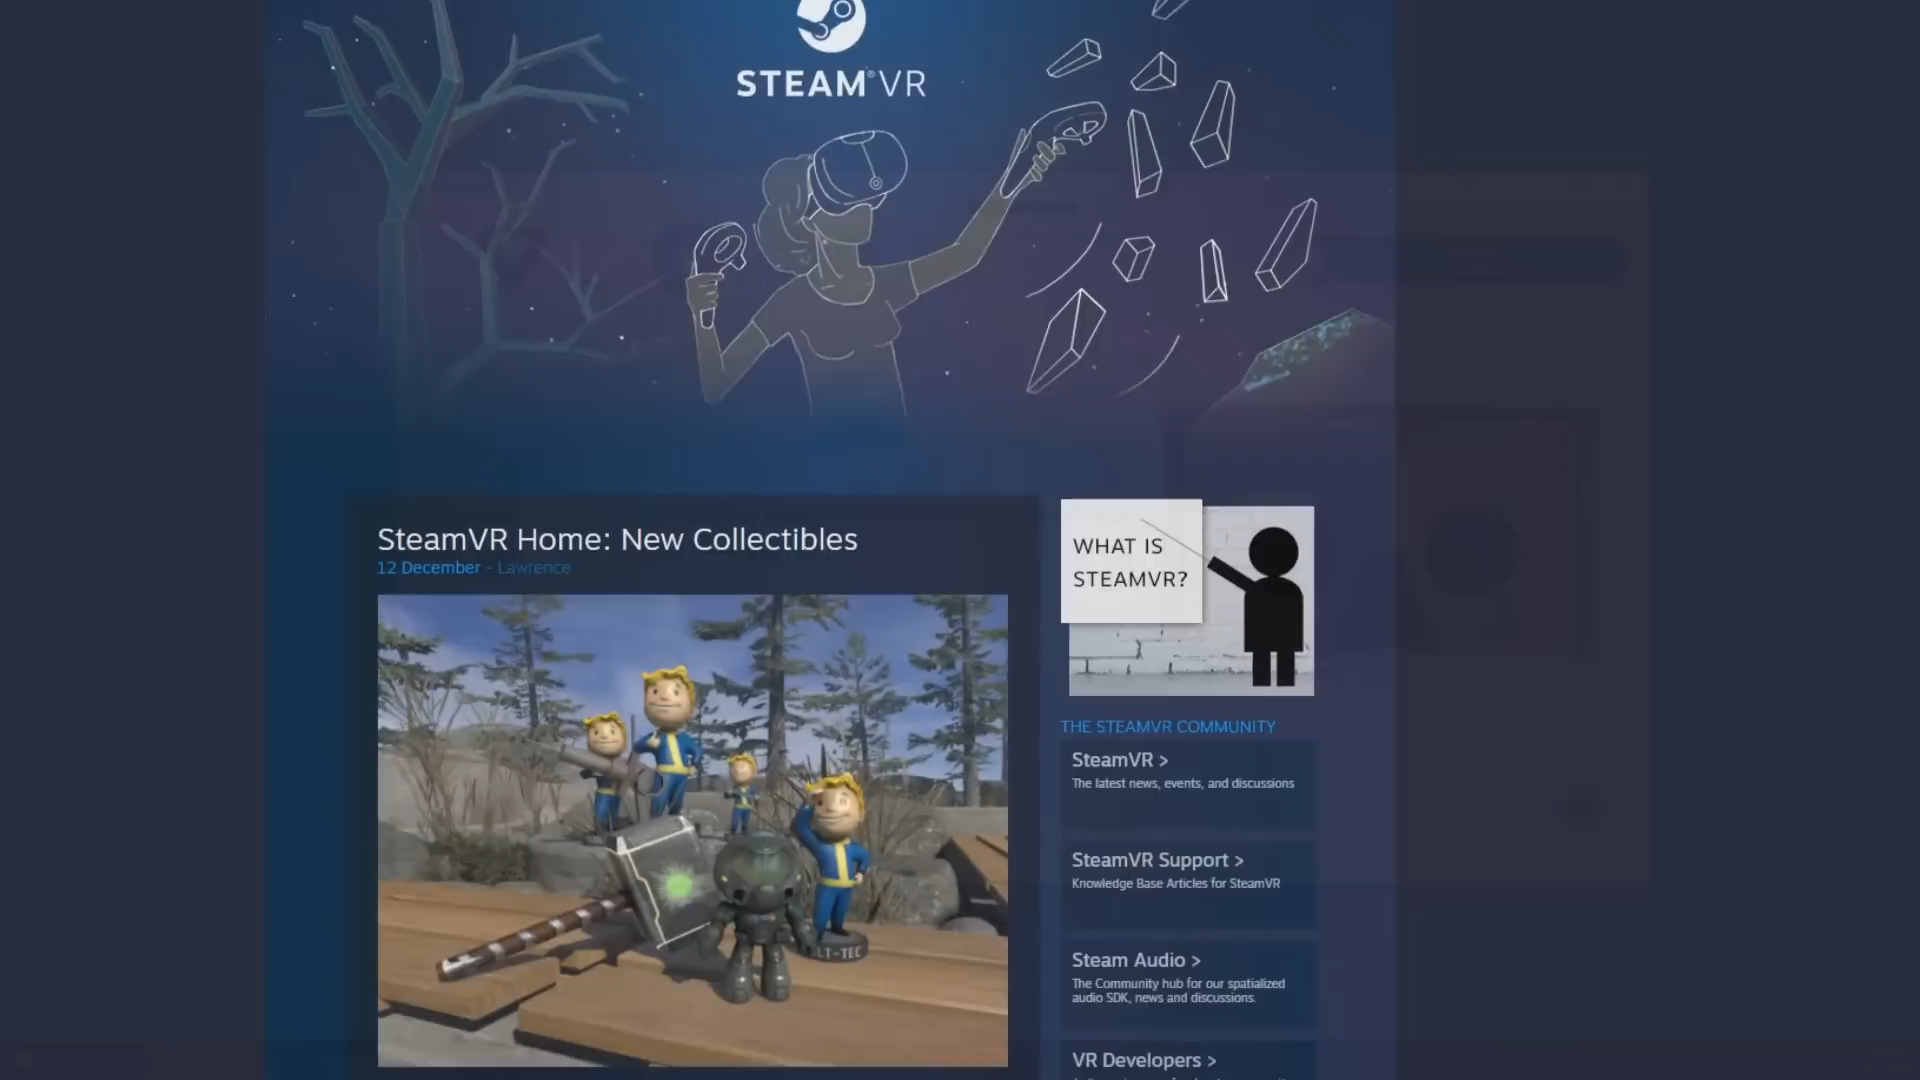 STEAM®VR
SteamVR Home: New Collectibles
12 December - Lawrence
WHAT IS
STEAMVR?
LT-TEC
THE STEAMVR COMMUNITY
SteamVR >
The latest news, events, and discussions
SteamVR Support >
Knowledge Base Articles for SteamVR
Steam Audio >
The Community hub for our spatialized
audio SDK, news and discussions.
VR Developers >